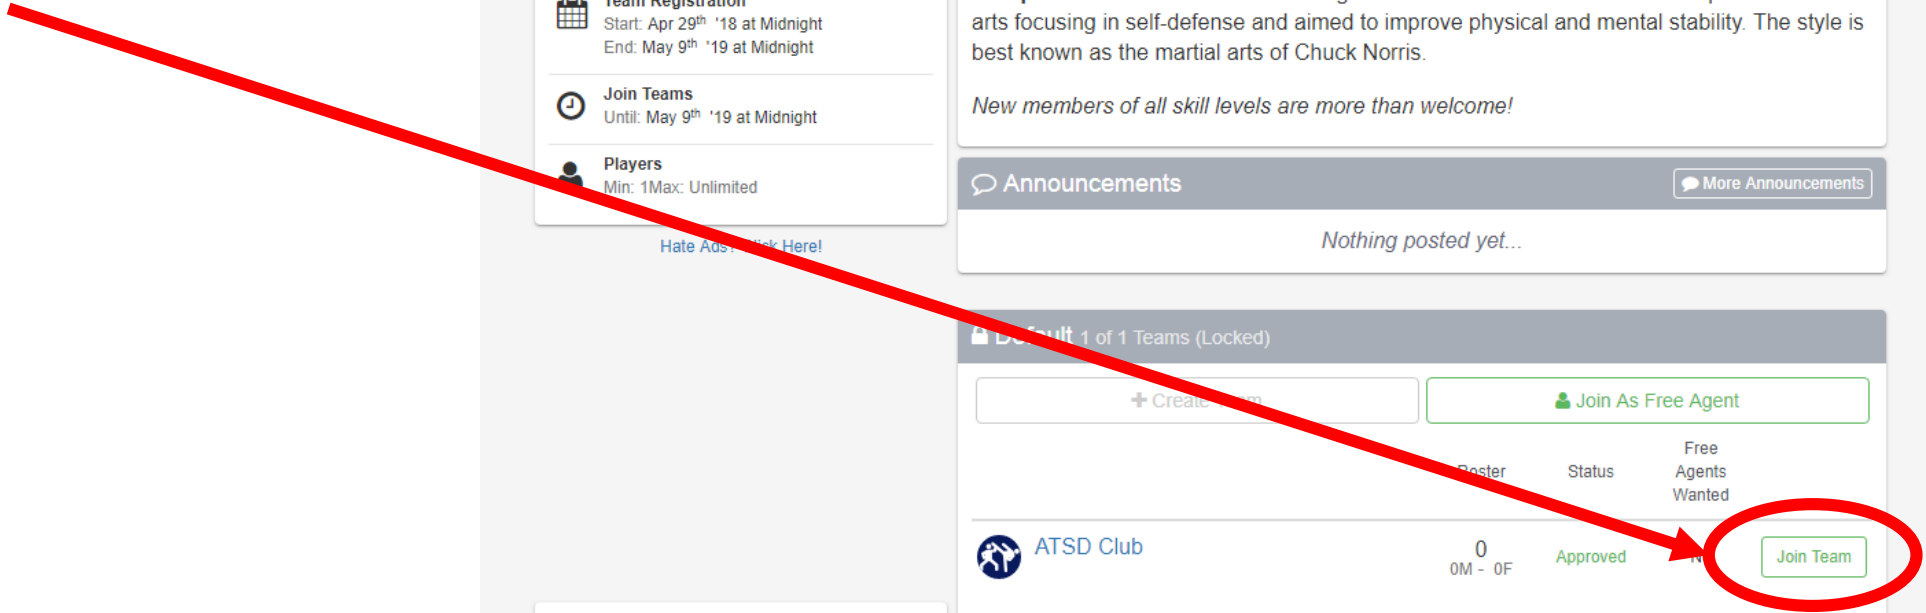 Team Registration
Start: Apr 29th '18 at Midnight
End: May 9th '19 at Midnight
Join Teams
Until: May 9th '19 at Midnight
Players
Min: 1Max: Unlimited
Hate Ads? Click Here!
arts focusing in self-defense and aimed to improve physical and mental stability. The style is
best known as the martial arts of Chuck Norris.
New members of all skill levels are more than welcome!
Announcements
More Announcements
Nothing posted yet...
Default 1 of 1 Teams (Locked)
+ Create Team
Join As Free Agent
Roster
Status
Free
Agents
Wanted
ATSD Club
0
0M - 0F
Approved
Join Team